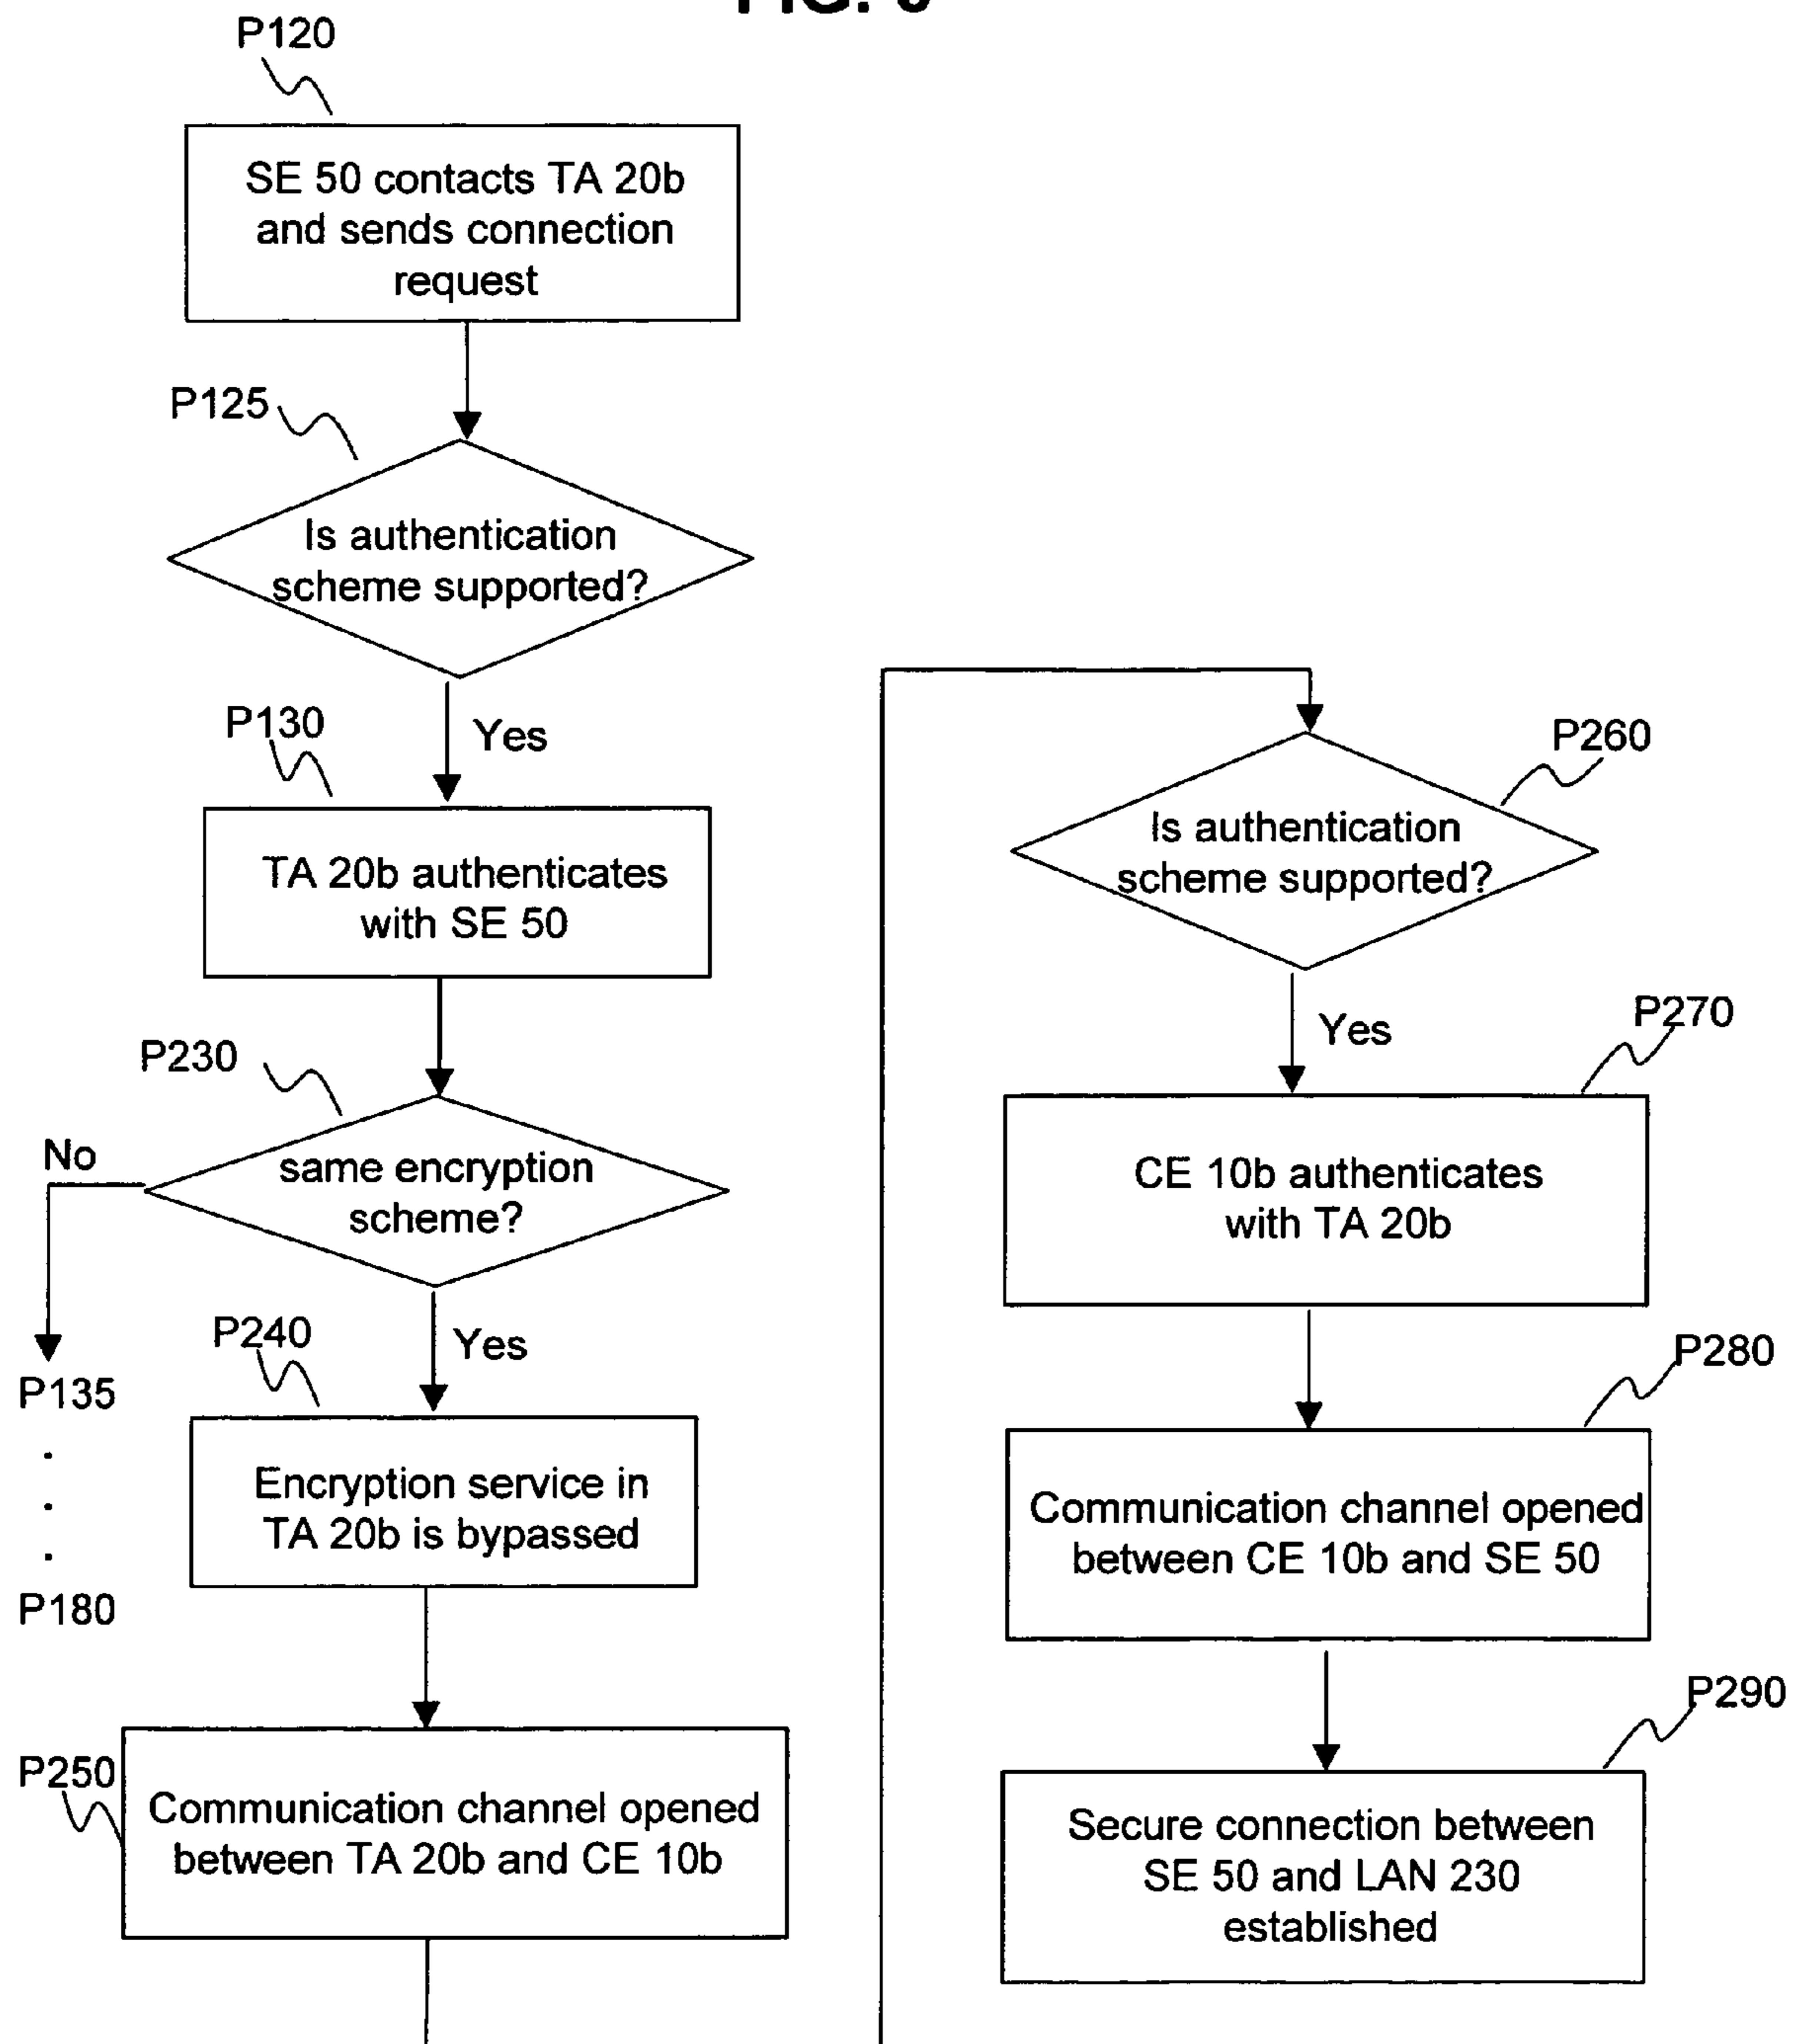 P120
SE 50 contacts TA 20b
and sends connection
request
P125
Is authentication
scheme supported?
Yes
P130
TA 20b authenticates
with SE 50
P230
No
same encryption
scheme?
P135
.
.
.
P180
Yes
P240
Encryption service in
TA 20b is bypassed
P250
Communication channel opened
between TA 20b and CE 10b
P260
Is authentication
scheme supported?
Yes
P270
CE 10b authenticates
with TA 20b
P280
Communication channel opened
between CE 10b and SE 50
P290
Secure connection between
SE 50 and LAN 230
established